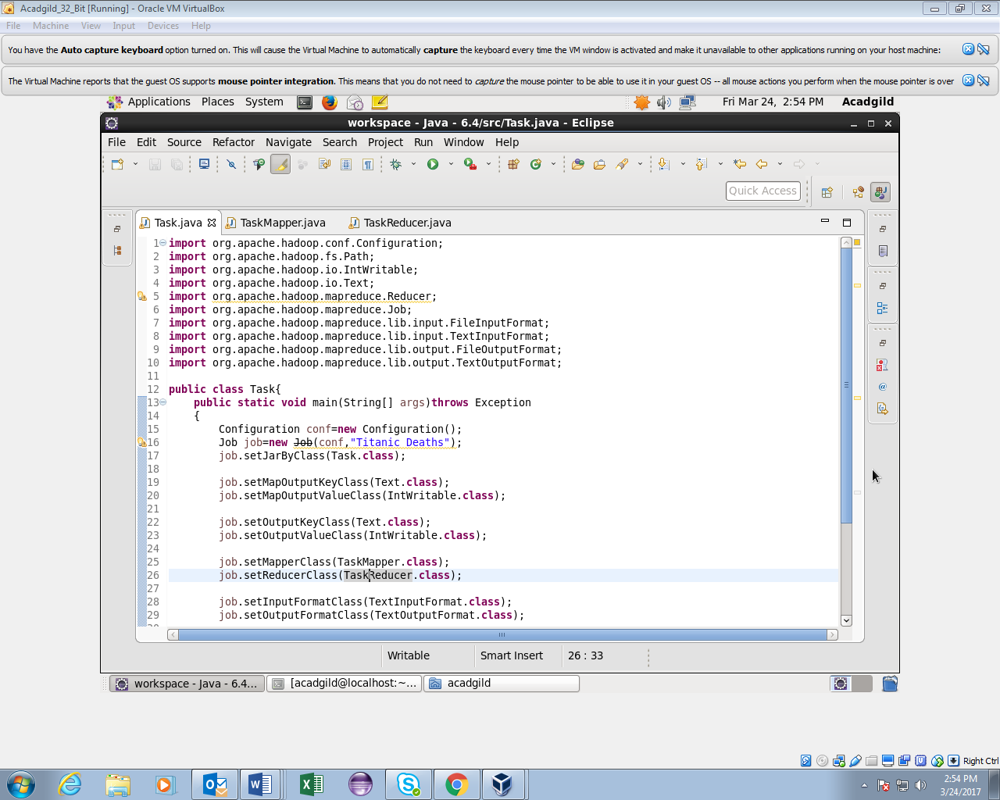 Acadgild_32_Bit [Running] - Oracle VM VirtualBox
File Machine View Input Devices Help
You have the Auto capture keyboard option turned on. This will cause the Virtual Machine to automatically capture the keyboard every time the VM window is activated and make it unavailable to other applications running on your host machine:
The Virtual Machine reports that the guest OS supports mouse pointer integration. This means that you do not need to capture the mouse pointer to be able to use it in your guest OS -- all mouse actions you perform when the mouse pointer is over
Applications Places System Fri Mar 24, 2:54 PM Acadgild
workspace - Java - 6.4/src/Task.java - Eclipse
File Edit Source Refactor Navigate Search Project Run Window Help
Quick Access
Task.java TaskMapper.java TaskReducer.java
1 import org.apache.hadoop.conf.Configuration;
2 import org.apache.hadoop.fs.Path;
3 import org.apache.hadoop.io.IntWritable;
4 import org.apache.hadoop.io.Text;
5 import org.apache.hadoop.mapreduce.Reducer;
6 import org.apache.hadoop.mapreduce.Job;
7 import org.apache.hadoop.mapreduce.lib.input.FileInputFormat;
8 import org.apache.hadoop.mapreduce.lib.input.TextInputFormat;
9 import org.apache.hadoop.mapreduce.lib.output.FileOutputFormat;
10 import org.apache.hadoop.mapreduce.lib.output.TextOutputFormat;
11
12 public class Task{
13 public static void main(String[] args)throws Exception
14 {
15 Configuration conf=new Configuration();
16 Job job=new Job(conf,"Titanic Deaths");
17 job.setJarByClass(Task.class);
18
19 job.setMapOutputKeyClass(Text.class);
20 job.setMapOutputValueClass(IntWritable.class);
21
22 job.setOutputKeyClass(Text.class);
23 job.setOutputValueClass(IntWritable.class);
24
25 job.setMapperClass(TaskMapper.class);
26 job.setReducerClass(TaskReducer.class);
27
28 job.setInputFormatClass(TextInputFormat.class);
29 job.setOutputFormatClass(TextOutputFormat.class);
Writable Smart Insert 26 : 33
workspace - Java - 6.4... [acadgild@localhost:~... acadgild
Right Ctrl
2:54 PM
3/24/2017